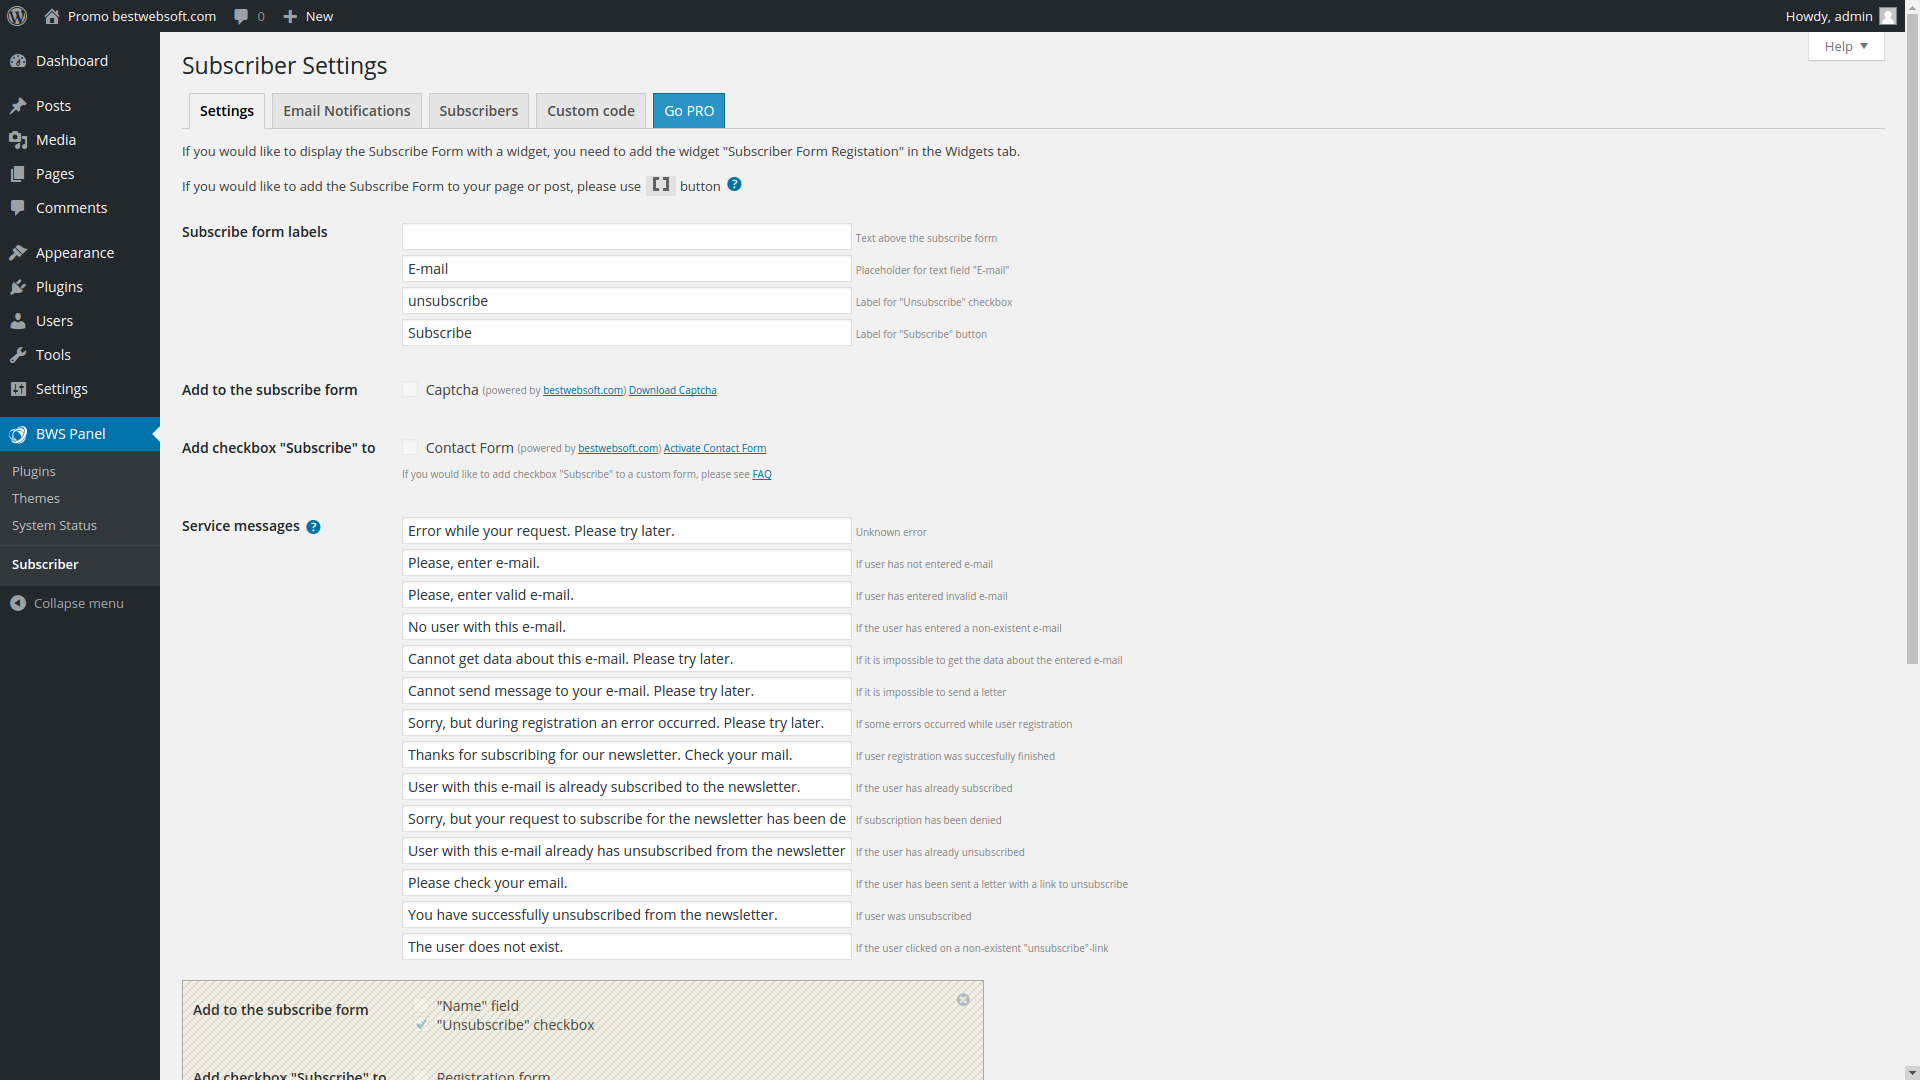 Promo bestwebsoft.com 0 New Howdy, admin
Help
Dashboard
Posts
Media
Pages
Comments
Appearance
Plugins
Users
Tools
Settings
BWS Panel
Plugins
Themes
System Status
Subscriber
Collapse menu
Subscriber Settings
Settings Email Notifications Subscribers Custom code Go PRO
If you would like to display the Subscribe Form with a widget, you need to add the widget "Subscriber Form Registation" in the Widgets tab.
If you would like to add the Subscribe Form to your page or post, please use [] button ?
Subscribe form labels
Text above the subscribe form
E-mail Placeholder for text field "E-mail"
unsubscribe Label for "Unsubscribe" checkbox
Subscribe Label for "Subscribe" button
Add to the subscribe form Captcha (powered by bestwebsoft.com) Download Captcha
Add checkbox "Subscribe" to Contact Form (powered by bestwebsoft.com) Activate Contact Form
If you would like to add checkbox "Subscribe" to a custom form, please see FAQ
Service messages ?
Error while your request. Please try later. Unknown error
Please, enter e-mail. If user has not entered e-mail
Please, enter valid e-mail. If user has entered invalid e-mail
No user with this e-mail. If the user has entered a non-existent e-mail
Cannot get data about this e-mail. Please try later. If it is impossible to get the data about the entered e-mail
Cannot send message to your e-mail. Please try later. If it is impossible to send a letter
Sorry, but during registration an error occurred. Please try later. If some errors occurred while user registration
Thanks for subscribing for our newsletter. Check your mail. If user registration was succesfully finished
User with this e-mail is already subscribed to the newsletter. If the user has already subscribed
Sorry, but your request to subscribe for the newsletter has been de If subscription has been denied
User with this e-mail already has unsubscribed from the newsletter If the user has already unsubscribed
Please check your email. If the user has been sent a letter with a link to unsubscribe
You have successfully unsubscribed from the newsletter. If user was unsubscribed
The user does not exist. If the user clicked on a non-existent "unsubscribe"-link
Add to the subscribe form "Name" field
"Unsubscribe" checkbox
Add checkbox "Subscribe" to Registration form